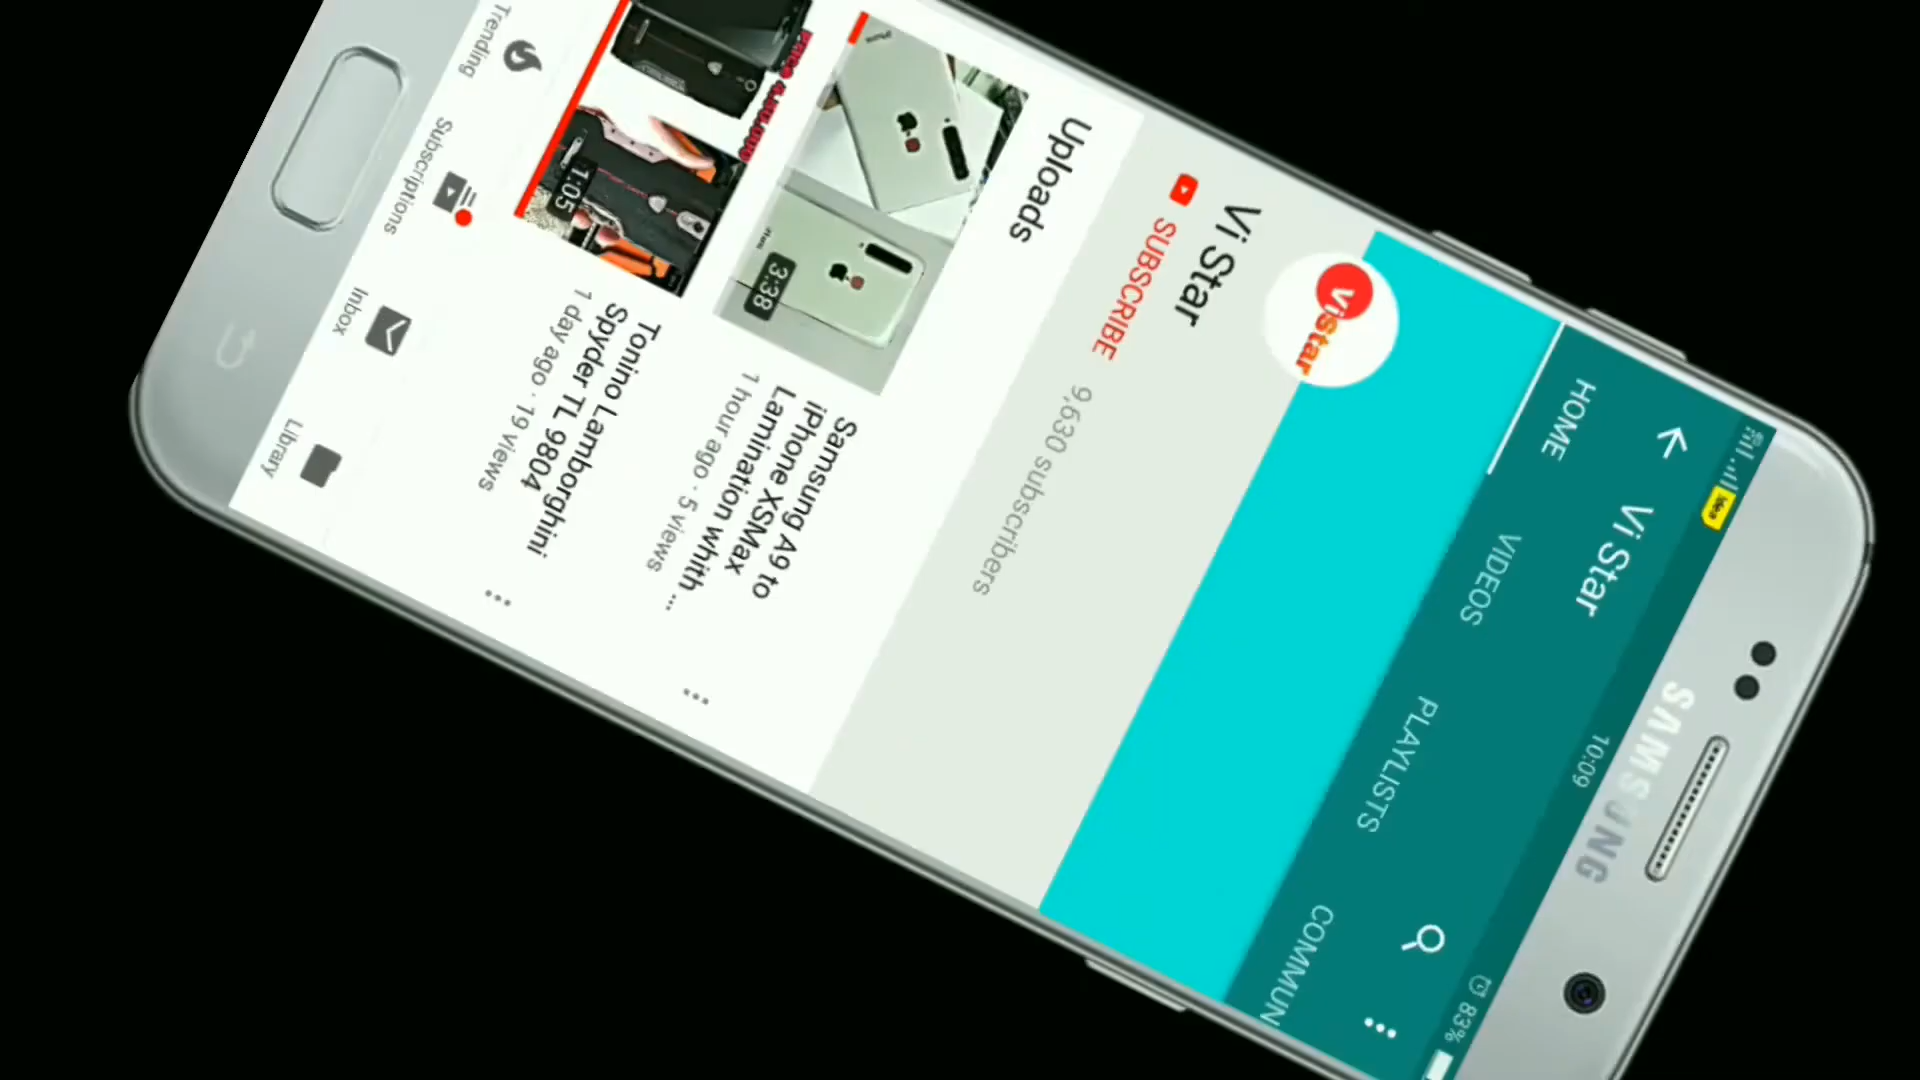 SAMSUNG
Idea
10:09
83%
Vi Star
HOME
VIDEOS
PLAYLISTS
COMMUN
Vistar
Vi Star
SUBSCRIBE
9,630 subscribers
Uploads
3:38
Samsung A9 to
iPhone XSMax
Lamination whith ...
1 hour ago · 5 views
1:05
Tonino Lamborghini
Spyder TL 9804
1 day ago · 19 views
Trending
Subscriptions
Inbox
Library